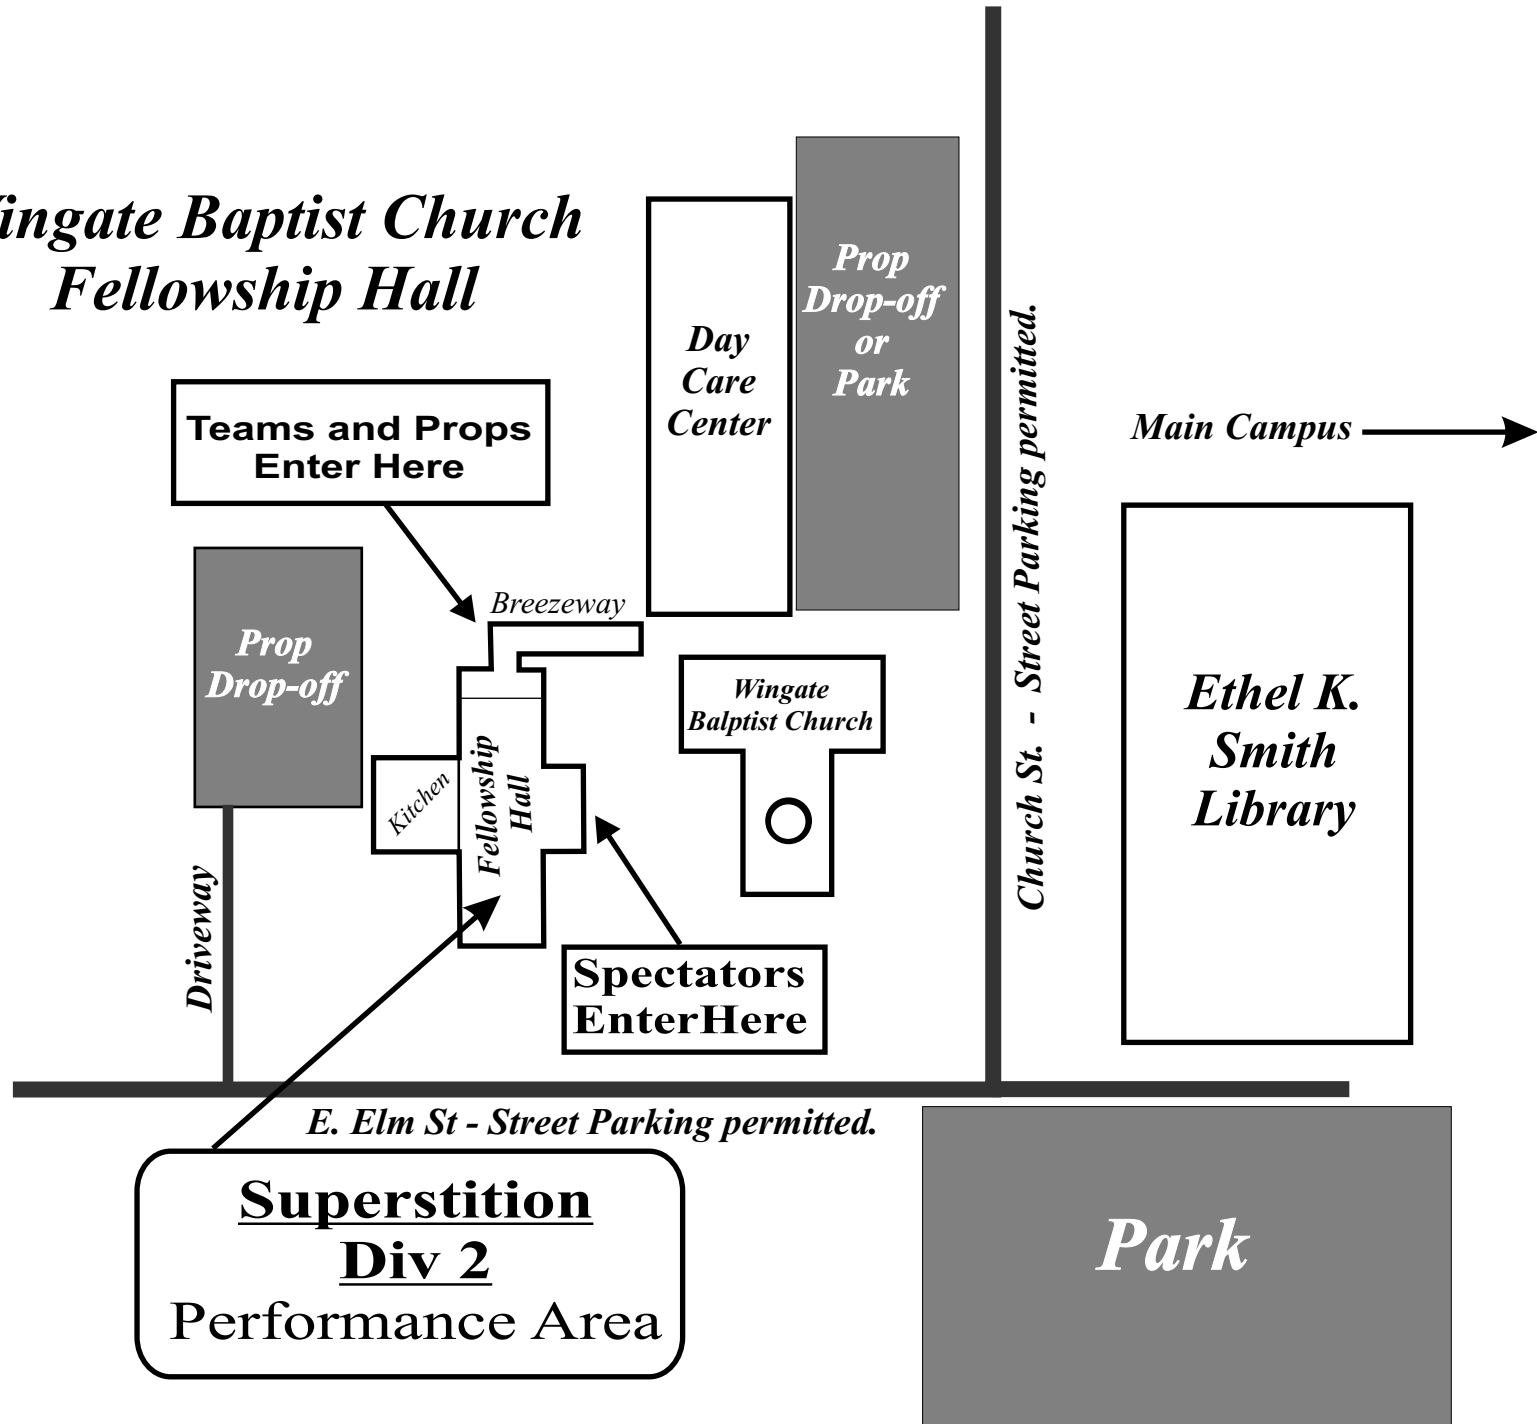 ingate Baptist Church
Fellowship Hall
Prop
Drop-off
or
Park
Day
Care
Center
Church St. - Street Parking permitted.
Main Campus
Teams and Props
Enter Here
Breezeway
Prop
Drop-off
Wingate
Balptist Church
Ethel K.
Smith
Library
Kitchen
Fellowship
Hall
Driveway
Spectators
EnterHere
E. Elm St - Street Parking permitted.
Superstition
Div 2
Performance Area
Park